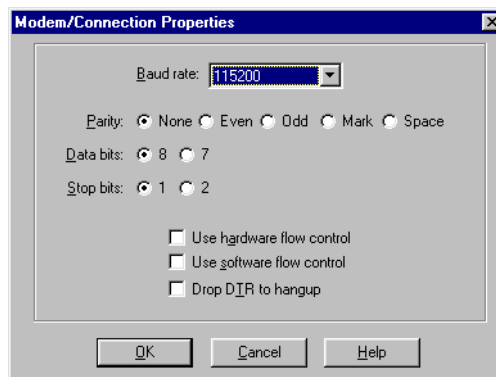 Modem/Connection Properties
Baud rate: 115200
Parity: None Even Odd Mark Space
Data bits: 8 7
Stop bits: 1 2
Use hardware flow control
Use software flow control
Drop DTR to hangup
OK Cancel Help